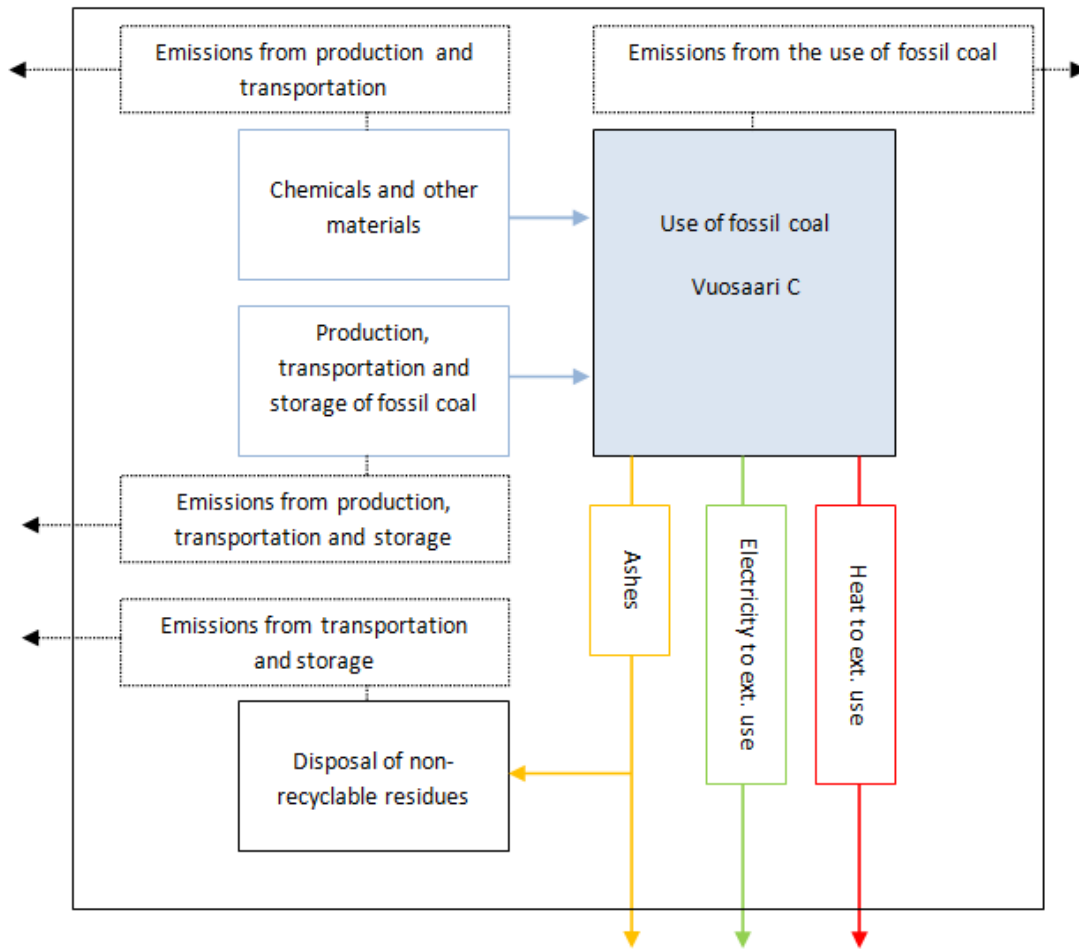 Emissions from production and
transportation
Emissions from the use of fossil coal
Chemicals and other
materials
Use of fossil coal
Vuosaari C
Production,
transportation and
storage of fossil coal
Emissions from production,
transportation and storage
Ashes
Electricity to ext. use
Heat to ext. use
Emissions from transportation
and storage
Disposal of non-
recyclable residues